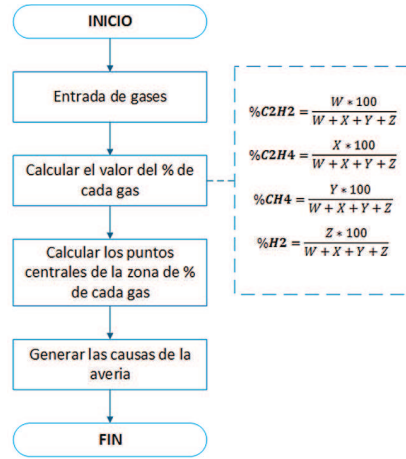 INICIO
Entrada de gases
Calcular el valor del % de
cada gas
Calcular los puntos
centrales de la zona de %
de cada gas
Generar las causas de la
averia
FIN
%C2H2 = W * 100 / W + X + Y + Z
%C2H4 = X * 100 / W + X + Y + Z
%CH4 = Y * 100 / W + X + Y + Z
%H2 = Z * 100 / W + X + Y + Z